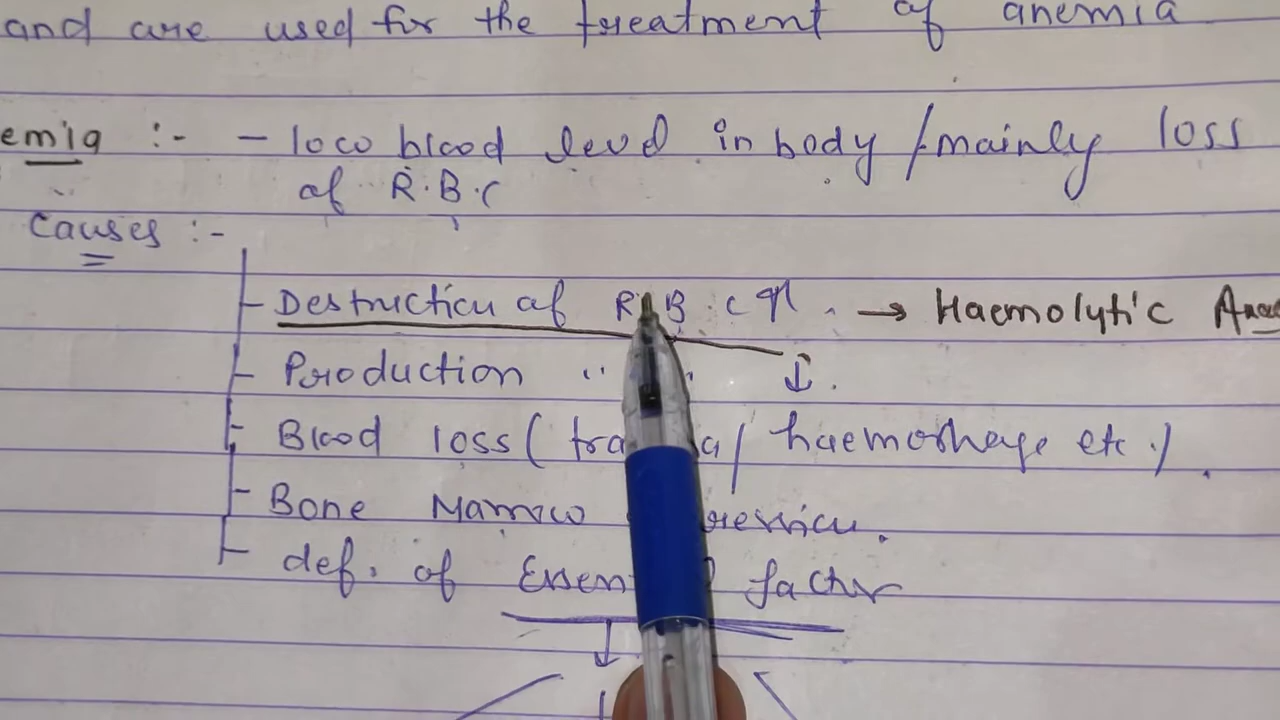 and are used for the treatment of anemia
emia :- - low blood level in body / mainly loss
of R.B.C
Causes :-
- Destruction of R.B.C ↑ . → Haemolytic
- Production " ↓ .
- Blood loss ( / haemorrhage etc.)
- Bone Marrow
- def. of factor
↓